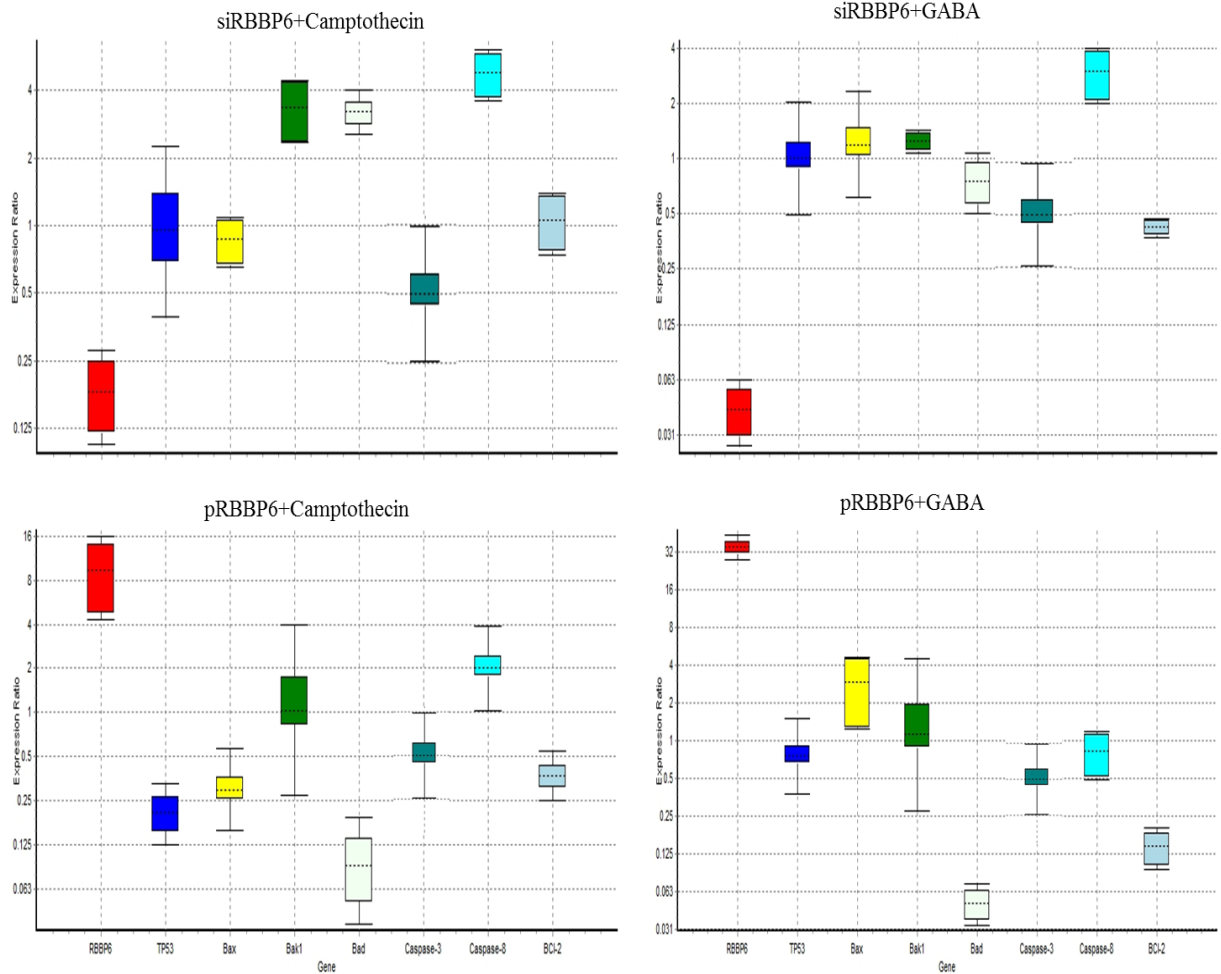 siRBBP6+Camptothecin
4
2
1
0.5
0.25
0.125
Expression Ratio
siRBBP6+GABA
4
2
1
0.5
0.25
0.125
0.063
0.031
Expression Ratio
pRBBP6+Camptothecin
16
8
4
2
1
0.5
0.25
0.125
0.063
Expression Ratio
RBBP6 TP53 Bax Bak1 Bad Caspase-3 Caspase-8 BCl-2
Gene
pRBBP6+GABA
32
16
8
4
2
1
0.5
0.25
0.125
0.063
0.031
Expression Ratio
RBBP6 TP53 Bax Bak1 Bad Caspase-3 Caspase-8 BCl-2
Gene